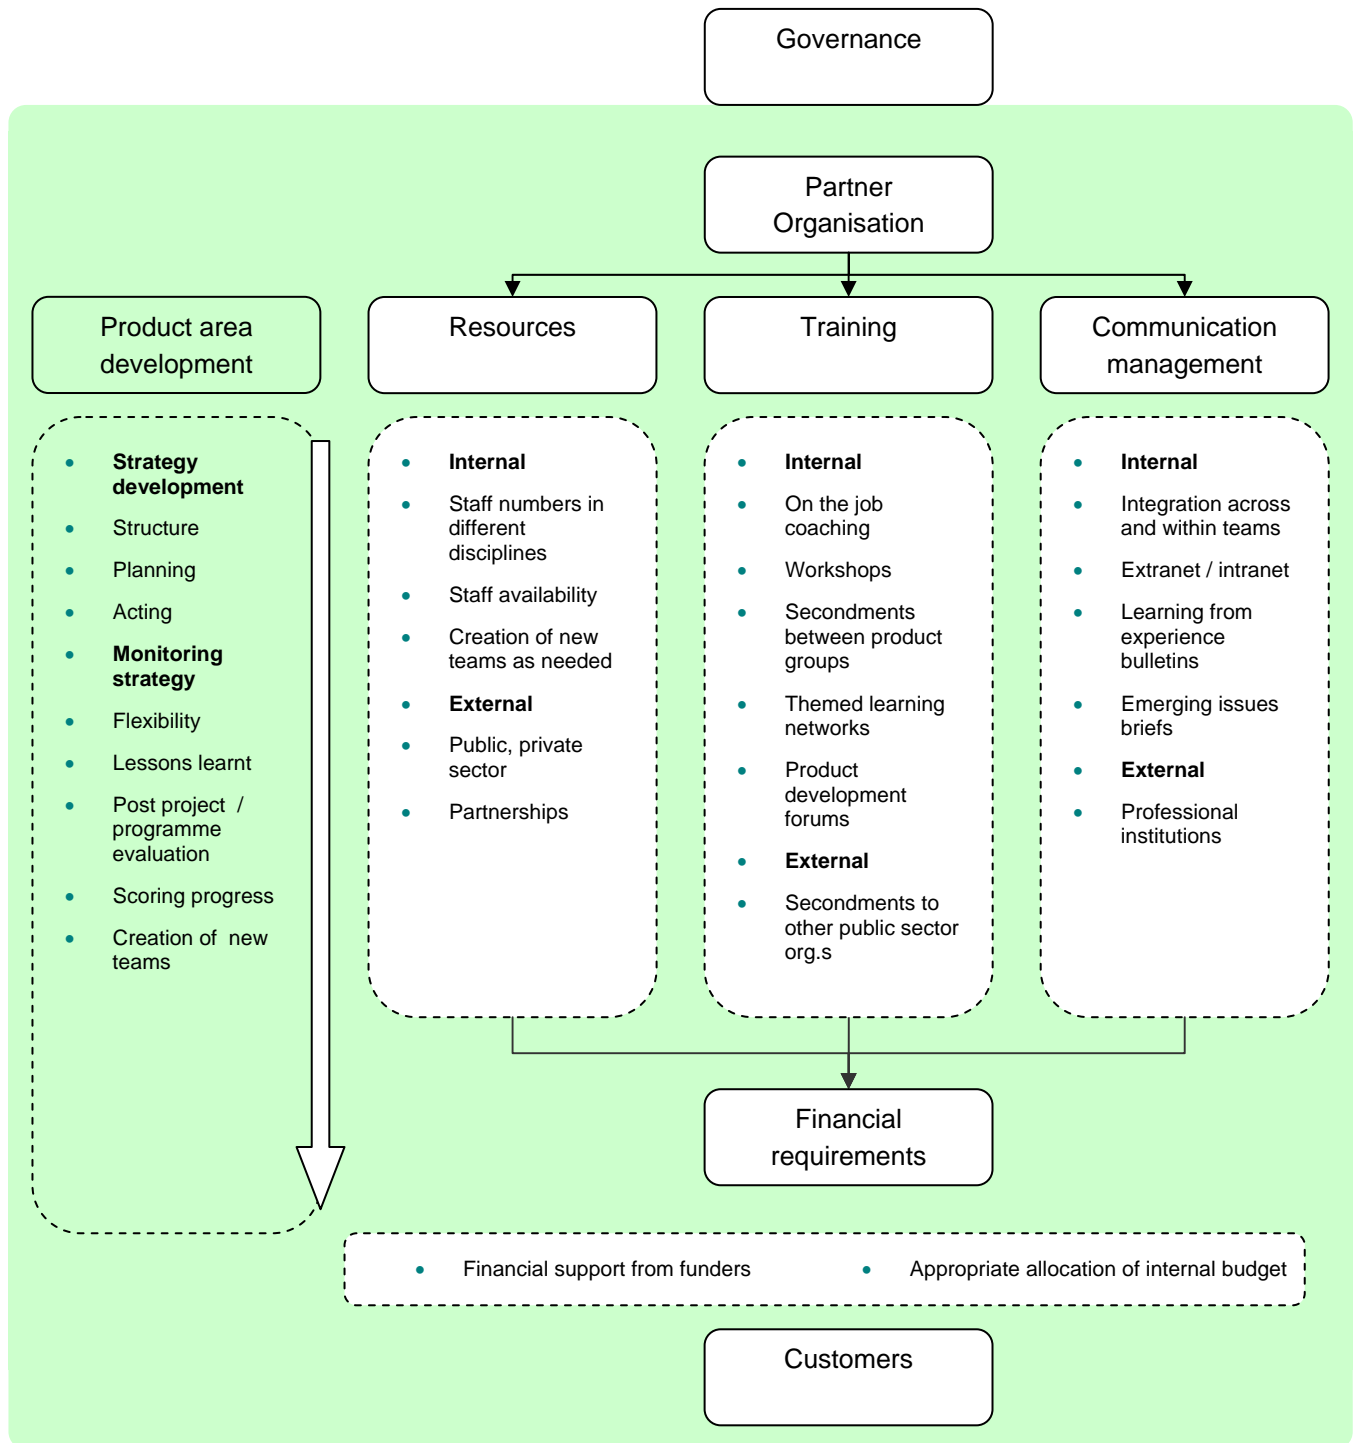 Governance
Partner
Organisation
Product area
development
Resources
Training
Communication
management
• Strategy
development
• Structure
• Planning
• Acting
• Monitoring
strategy
• Flexibility
• Lessons learnt
• Post project /
programme
evaluation
• Scoring progress
• Creation of new
teams
• Internal
• Staff numbers in
different
disciplines
• Staff availability
• Creation of new
teams as needed
• External
• Public, private
sector
• Partnerships
• Internal
• On the job
coaching
• Workshops
• Secondments
between product
groups
• Themed learning
networks
• Product
development
forums
• External
• Secondments to
other public sector
org.s
• Internal
• Integration across
and within teams
• Extranet / intranet
• Learning from
experience
bulletins
• Emerging issues
briefs
• External
• Professional
institutions
Financial
requirements
• Financial support from funders
• Appropriate allocation of internal budget
Customers